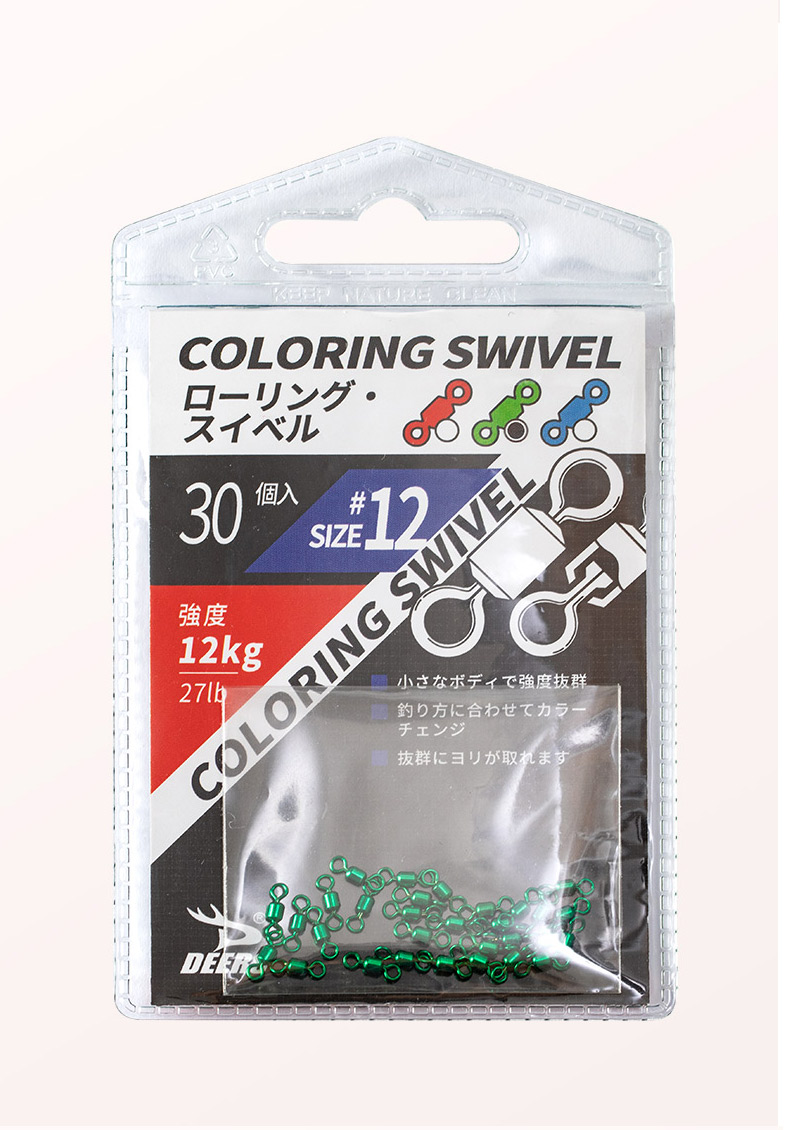 PVC
KEEP NATURE CLEAN
COLORING SWIVEL
ローリング・
スイベル
30 個入
#
SIZE 12
COLORING SWIVEL
強度
12kg
27lb
小さなボディで強度抜群
釣り方に合わせてカラー
チェンジ
抜群にヨリが取れます
®
DEER